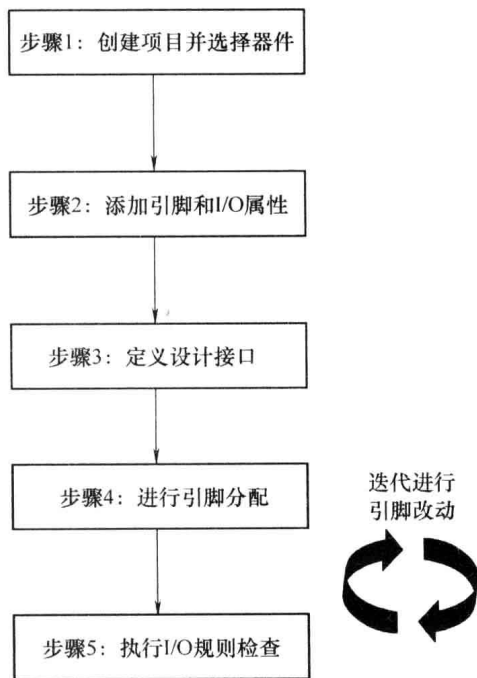 步骤1：创建项目并选择器件
步骤2：添加引脚和I/O属性
步骤3：定义设计接口
步骤4：进行引脚分配
迭代进行
引脚改动
步骤5：执行I/O规则检查